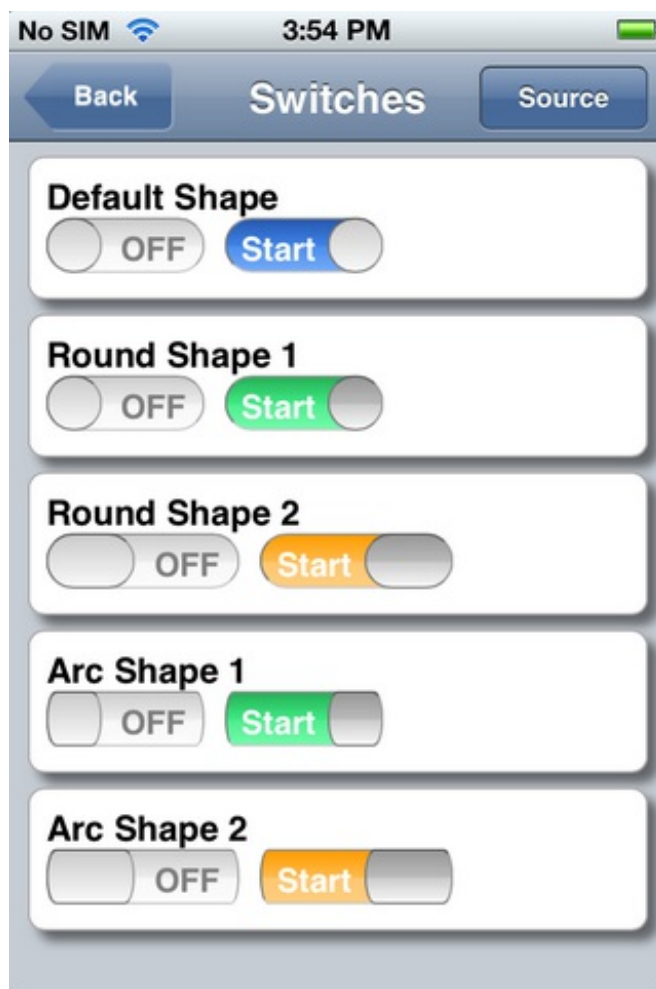 No SIM 3:54 PM
Back Switches Source
Default Shape
OFF Start
Round Shape 1
OFF Start
Round Shape 2
OFF Start
Arc Shape 1
OFF Start
Arc Shape 2
OFF Start